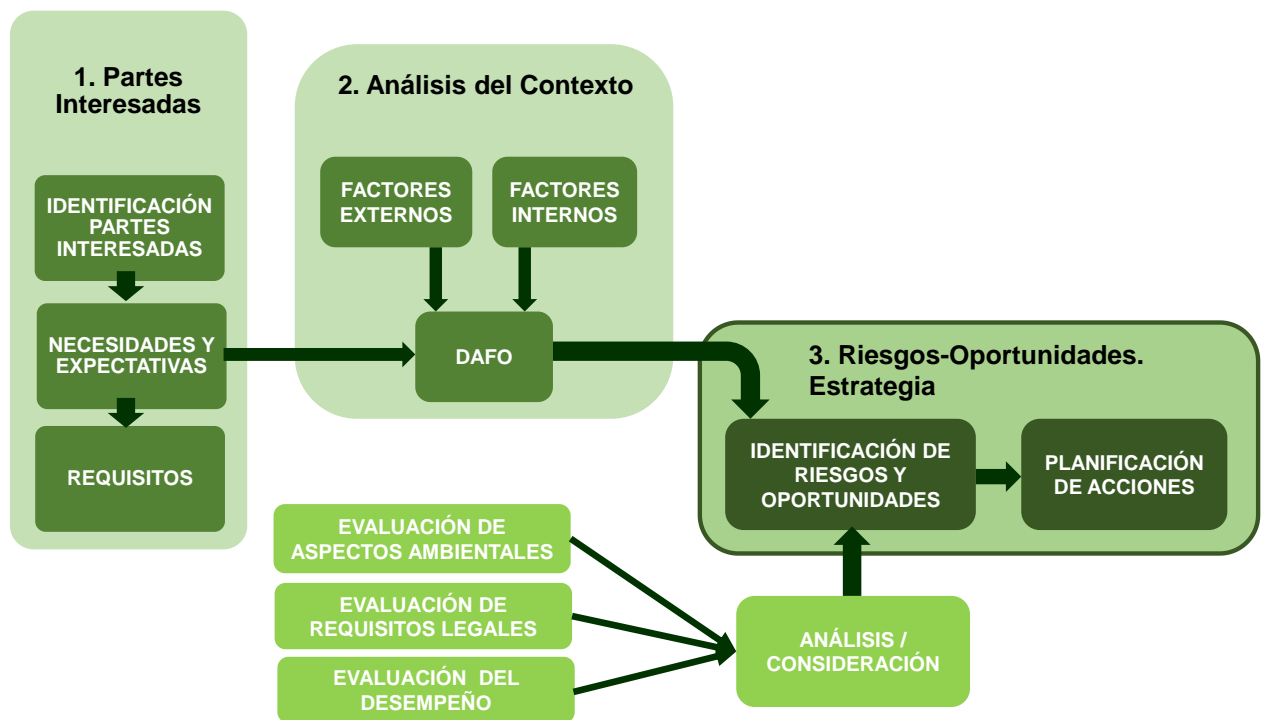 1. Partes
Interesadas
IDENTIFICACIÓN
PARTES
INTERESADAS
NECESIDADES Y
EXPECTATIVAS
REQUISITOS
2. Análisis del Contexto
FACTORES
EXTERNOS
FACTORES
INTERNOS
DAFO
3. Riesgos-Oportunidades.
Estrategia
IDENTIFICACIÓN DE
RIESGOS Y
OPORTUNIDADES
PLANIFICACIÓN
DE ACCIONES
EVALUACIÓN DE
ASPECTOS AMBIENTALES
EVALUACIÓN DE
REQUISITOS LEGALES
EVALUACIÓN DEL
DESEMPEÑO
ANÁLISIS /
CONSIDERACIÓN